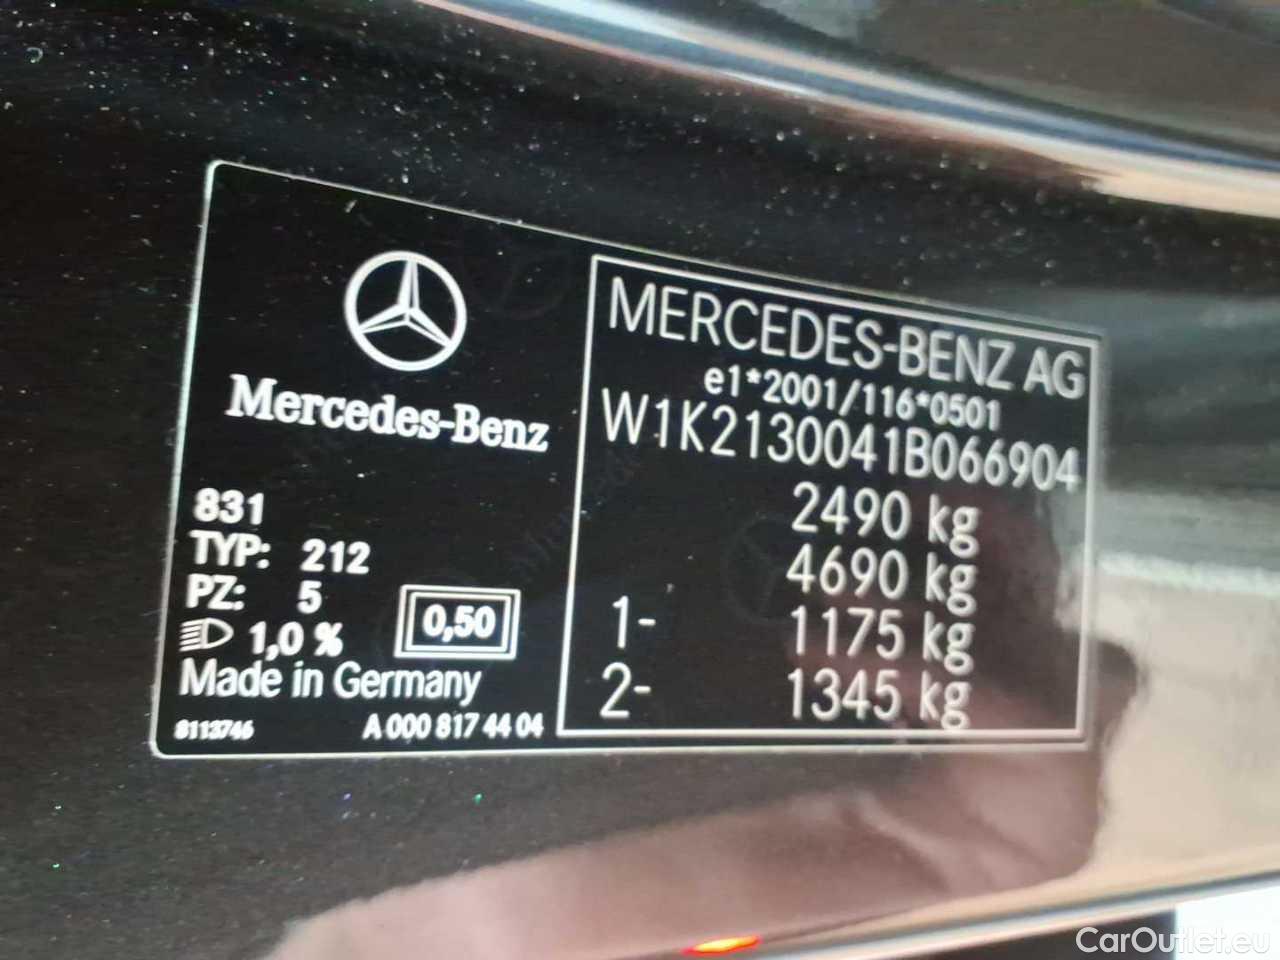 Mercedes-Benz
831
TYP: 212
PZ: 5
1,0 %
0,50
Made in Germany
8113746
A 000 817 44 04
MERCEDES-BENZ AG
e1*2001/116*0501
W1K2130041B066904
2490 kg
4690 kg
1- 1175 kg
2- 1345 kg
CarOutlet.eu